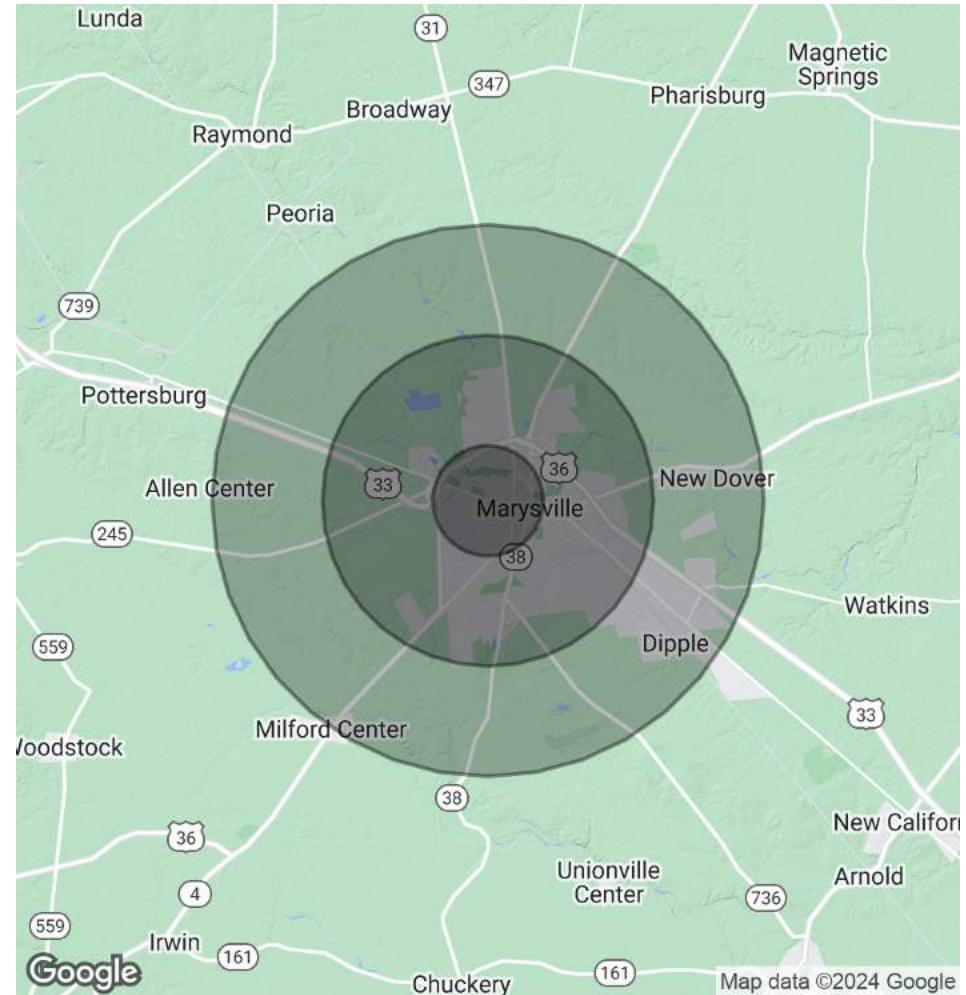 Lunda
31
Magnetic
Springs
347
Broadway
Pharisburg
Raymond
Peoria
739
Pottersburg
36
33
Allen Center
New Dover
Marysville
245
38
Watkins
559
Dipple
33
Milford Center
Woodstock
38
New Californ
36
Unionville
Center
Arnold
4
736
559
Irwin
161
161
Google
Chuckery
Map data ©2024 Google